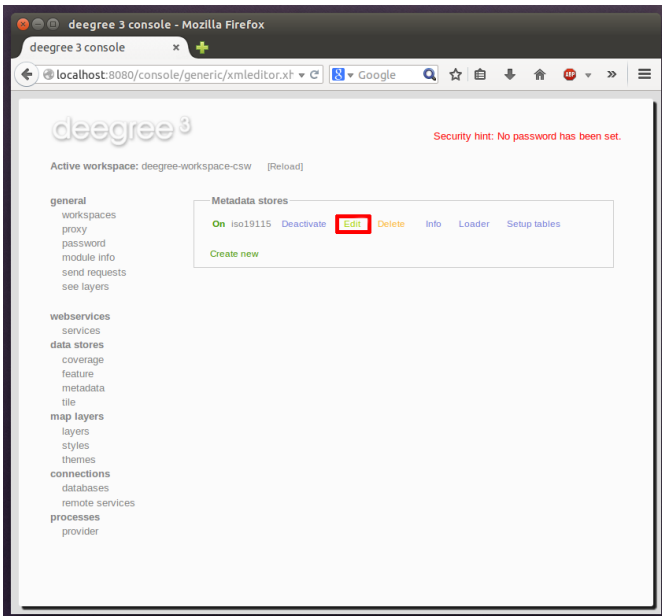 deegree 3 console - Mozilla Firefox
deegree 3 console
localhost:8080/console/generic/xmleditor.xh
Google
ABP
deegree 3
Security hint: No password has been set.
Active workspace: deegree-workspace-csw [Reload]
general
workspaces
proxy
password
module info
send requests
see layers
webservices
services
data stores
coverage
feature
metadata
tile
map layers
layers
styles
themes
connections
databases
remote services
processes
provider
Metadata stores
On iso19115 Deactivate Edit Delete Info Loader Setup tables
Create new